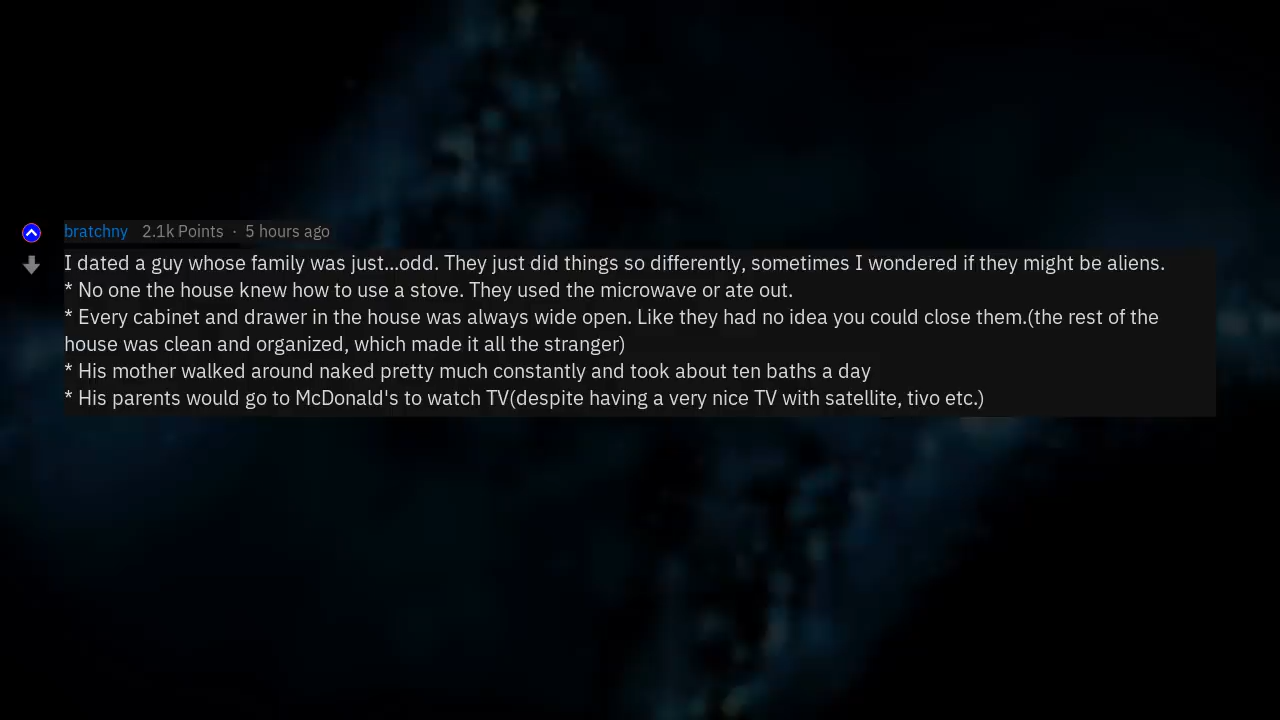 bratchny 2.1k Points · 5 hours ago
I dated a guy whose family was just...odd. They just did things so differently, sometimes I wondered if they might be aliens.
* No one the house knew how to use a stove. They used the microwave or ate out.
* Every cabinet and drawer in the house was always wide open. Like they had no idea you could close them.(the rest of the
house was clean and organized, which made it all the stranger)
* His mother walked around naked pretty much constantly and took about ten baths a day
* His parents would go to McDonald's to watch TV(despite having a very nice TV with satellite, tivo etc.)